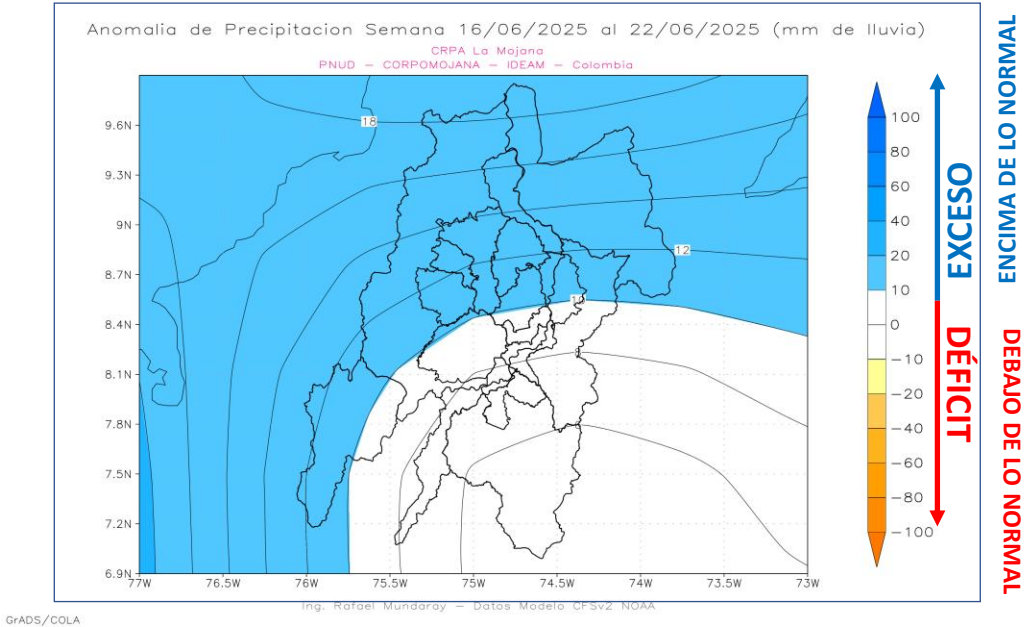 Anomalia de Precipitacion Semana 16/06/2025 al 22/06/2025 (mm de lluvia)
CRPA La Mojana
PNUD – CORPOMOJANA – IDEAM – Colombia
9.6N
9.3N
9N
8.7N
8.4N
8.1N
7.8N
7.5N
7.2N
6.9N
77W
76.5W
76W
75.5W
75W
74.5W
74W
73.5W
73W
18
12
10
8
6
100
80
60
40
20
10
0
−10
−20
−40
−60
−80
−100
EXCESO
DÉFICIT
ENCIMA DE LO NORMAL
DEBAJO DE LO NORMAL
Ing. Rafael Mundaray – Datos Modelo CFSv2 NOAA
GrADS/COLA